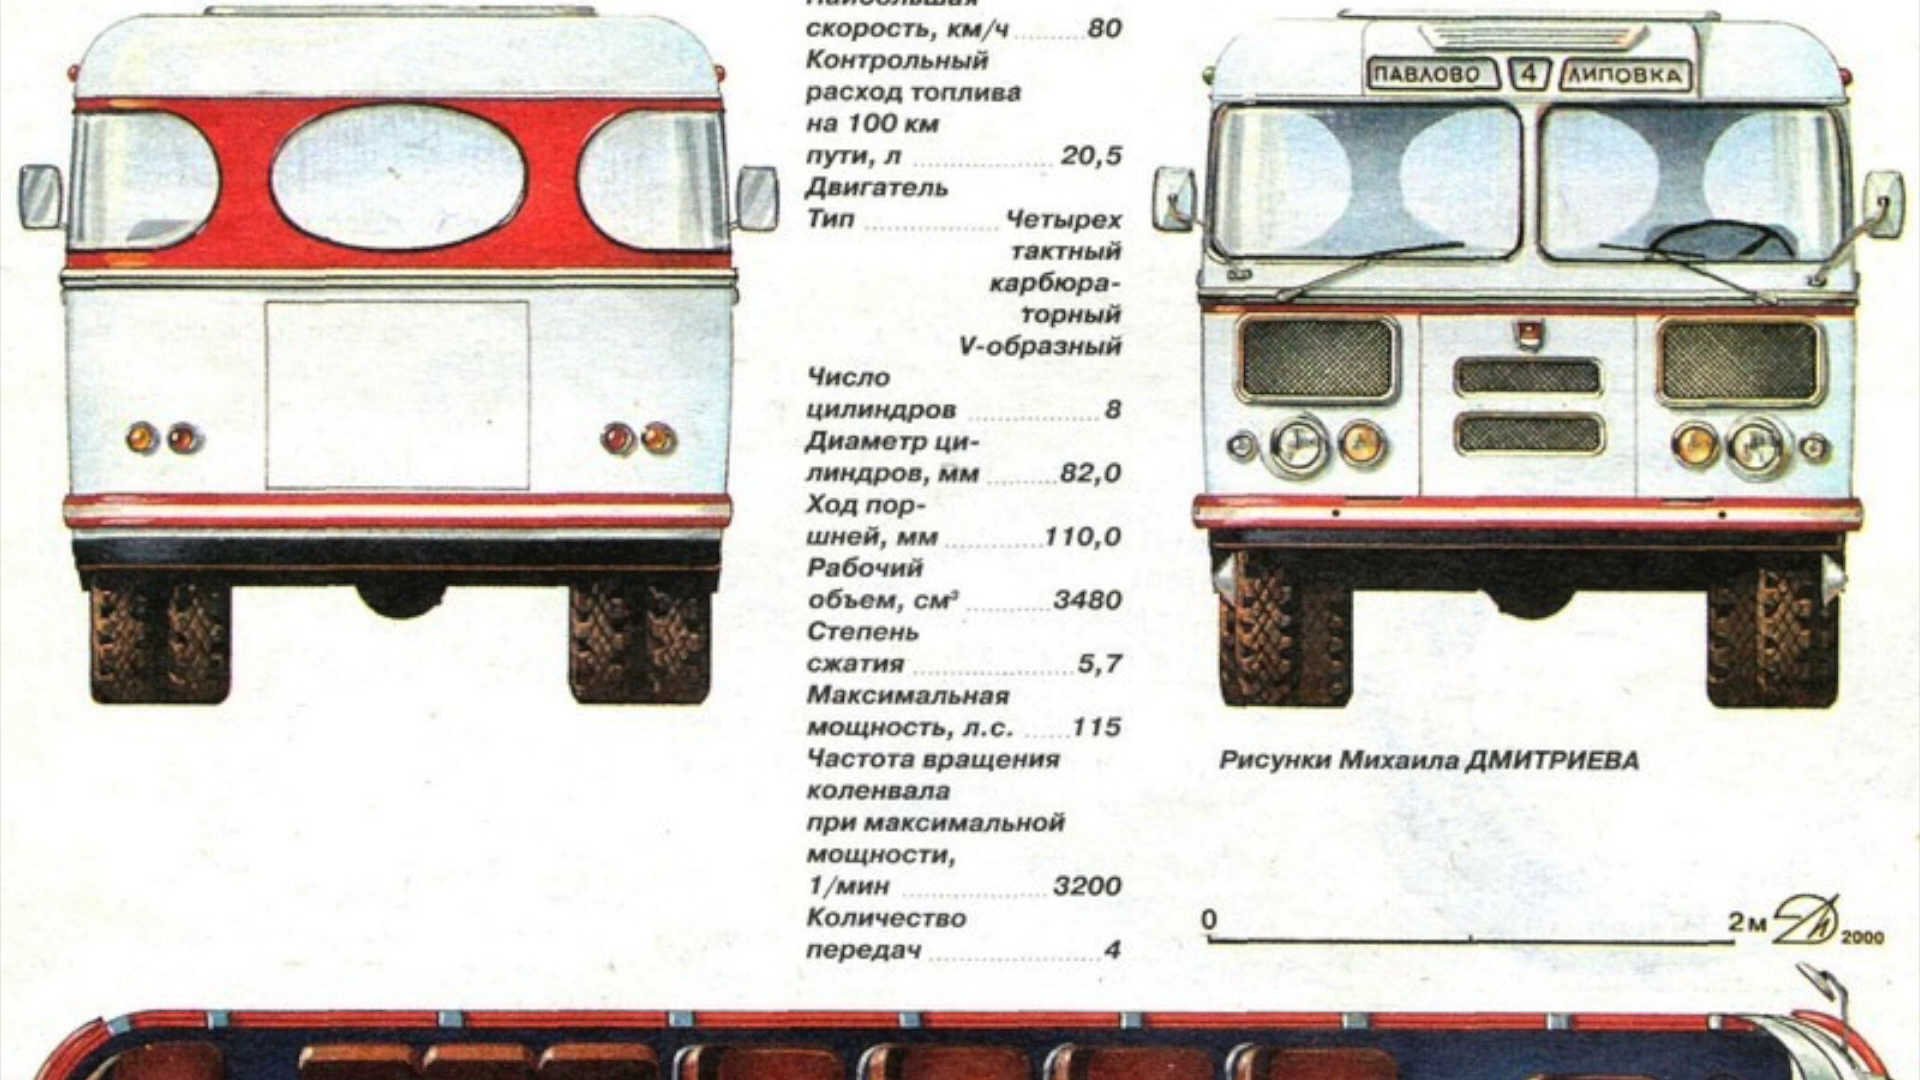 Наибольшая
скорость, км/ч 80
Контрольный
расход топлива
на 100 км
пути, л 20,5
Двигатель
Тип Четырех
тактный
карбюра-
торный
V-образный
Число
цилиндров 8
Диаметр ци-
линдров, мм 82,0
Ход пор-
шней, мм 110,0
Рабочий
объем, см³ 3480
Степень
сжатия 5,7
Максимальная
мощность, л.с. 115
Частота вращения
коленвала
при максимальной
мощности,
1/мин 3200
Количество
передач 4
ПАВЛОВО 4 ЛИПОВКА
Рисунки Михаила ДМИТРИЕВА
0 2 м
2000